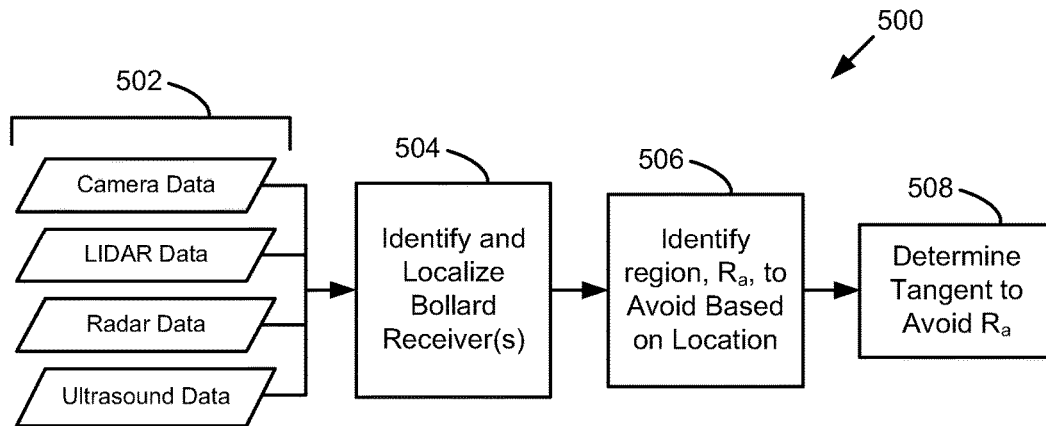 500
502
Camera Data
LIDAR Data
Radar Data
Ultrasound Data
504
Identify and
Localize
Bollard
Receiver(s)
506
Identify
region, Rₐ, to
Avoid Based
on Location
508
Determine
Tangent to
Avoid Rₐ